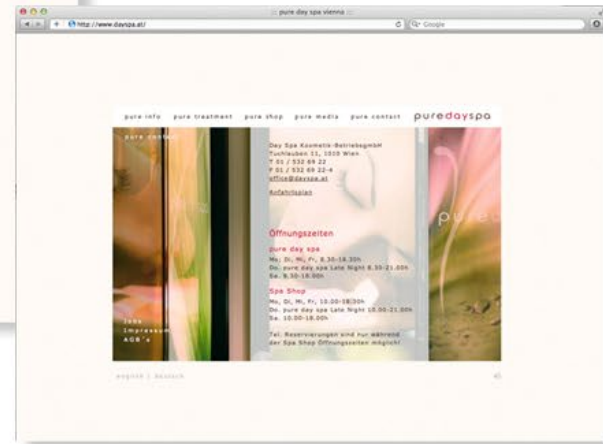 ::: pure day spa vienna :::
http://www.dayspa.at/
Google
pure info pure treatment pure shop pure media pure contact puredayspa
pure contact
Day Spa Kosmetik-BetriebsgmbH
Tuchlauben 11, 1010 Wien
T 01 / 532 69 22
F 01 / 532 69 22-4
office@dayspa.at
Anfahrtsplan
Öffnungszeiten
pure day spa
Mo, Di, Mi, Fr, 8.30-18.30h
Do. pure day spa Late Night 8.30-21.00h
Sa. 9.30-18.00h
Spa Shop
Mo, Di, Mi, Fr, 10.00-18.30h
Do. pure day spa Late Night 10.00-21.00h
Sa. 10.00-18.00h
Tel. Reservierungen sind nur während
der Spa Shop Öffnungszeiten möglich!
pured
Jobs
Impressum
AGB´s
english | deutsch